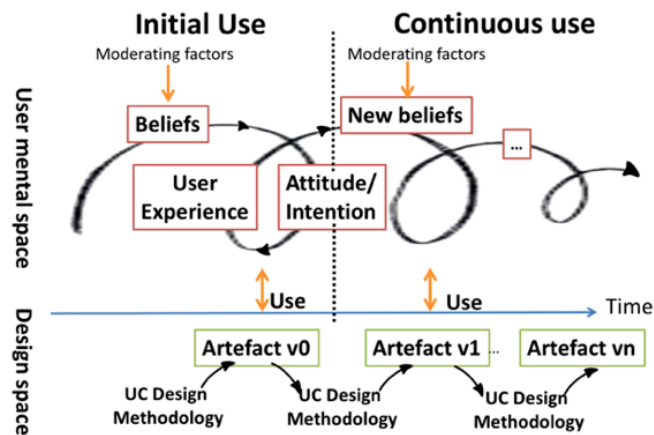 Initial Use
Continuous use
Moderating factors
Moderating factors
User mental space
Beliefs
New beliefs
...
User
Experience
Attitude/
Intention
Use
Use
Time
Design space
Artefact v0
Artefact v1
...
Artefact vn
UC Design
Methodology
UC Design
Methodology
UC Design
Methodology